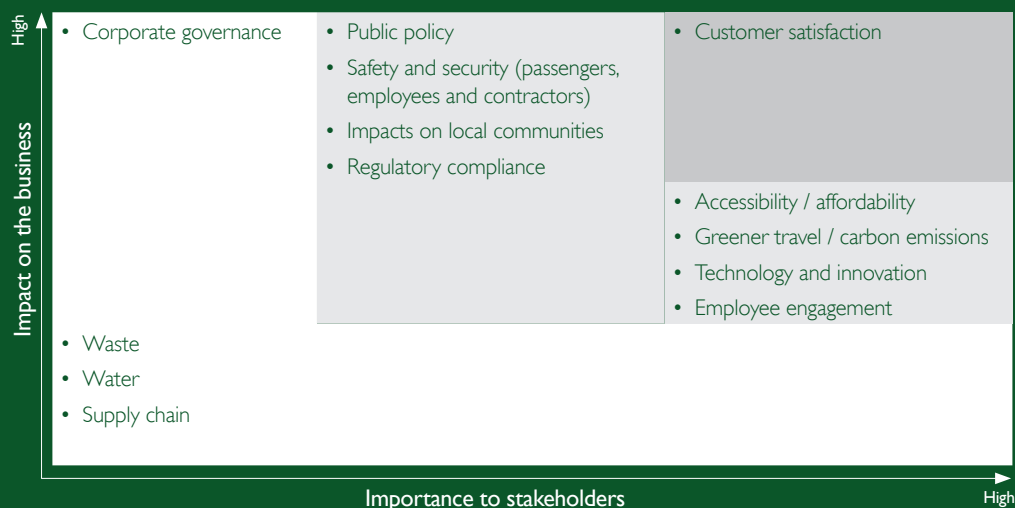 High
Impact on the business
• Corporate governance
• Public policy
• Safety and security (passengers,
employees and contractors)
• Impacts on local communities
• Regulatory compliance
• Customer satisfaction
• Accessibility / affordability
• Greener travel / carbon emissions
• Technology and innovation
• Employee engagement
• Waste
• Water
• Supply chain
Importance to stakeholders
High